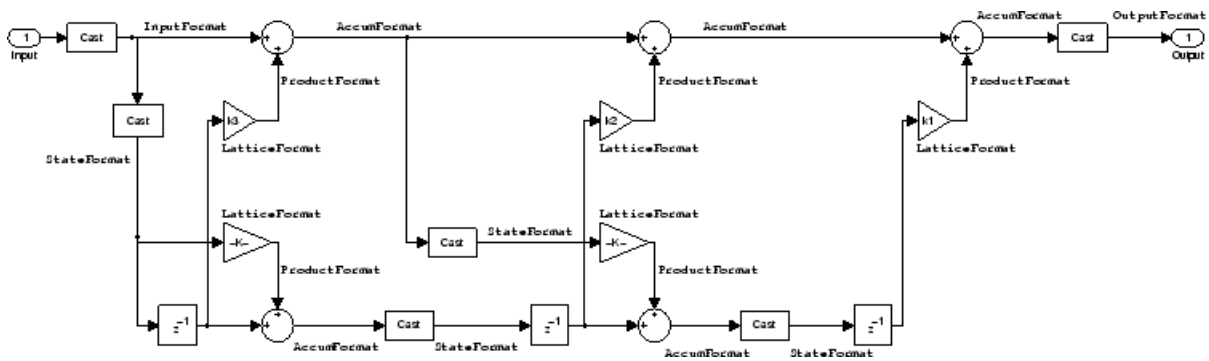 InputFormat
AccumFormat
AccumFormat
AccumFormat
OutputFormat
1
Input
Cast
+
+
+
+
+
+
Cast
1
Output
ProductFormat
ProductFormat
ProductFormat
Cast
k3
k2
k1
StateFormat
LatticeFormat
LatticeFormat
LatticeFormat
LatticeFormat
LatticeFormat
-K-
Cast
StateFormat
-K-
ProductFormat
ProductFormat
z⁻¹
+
+
Cast
z⁻¹
+
+
Cast
z⁻¹
AccumFormat
StateFormat
AccumFormat
StateFormat